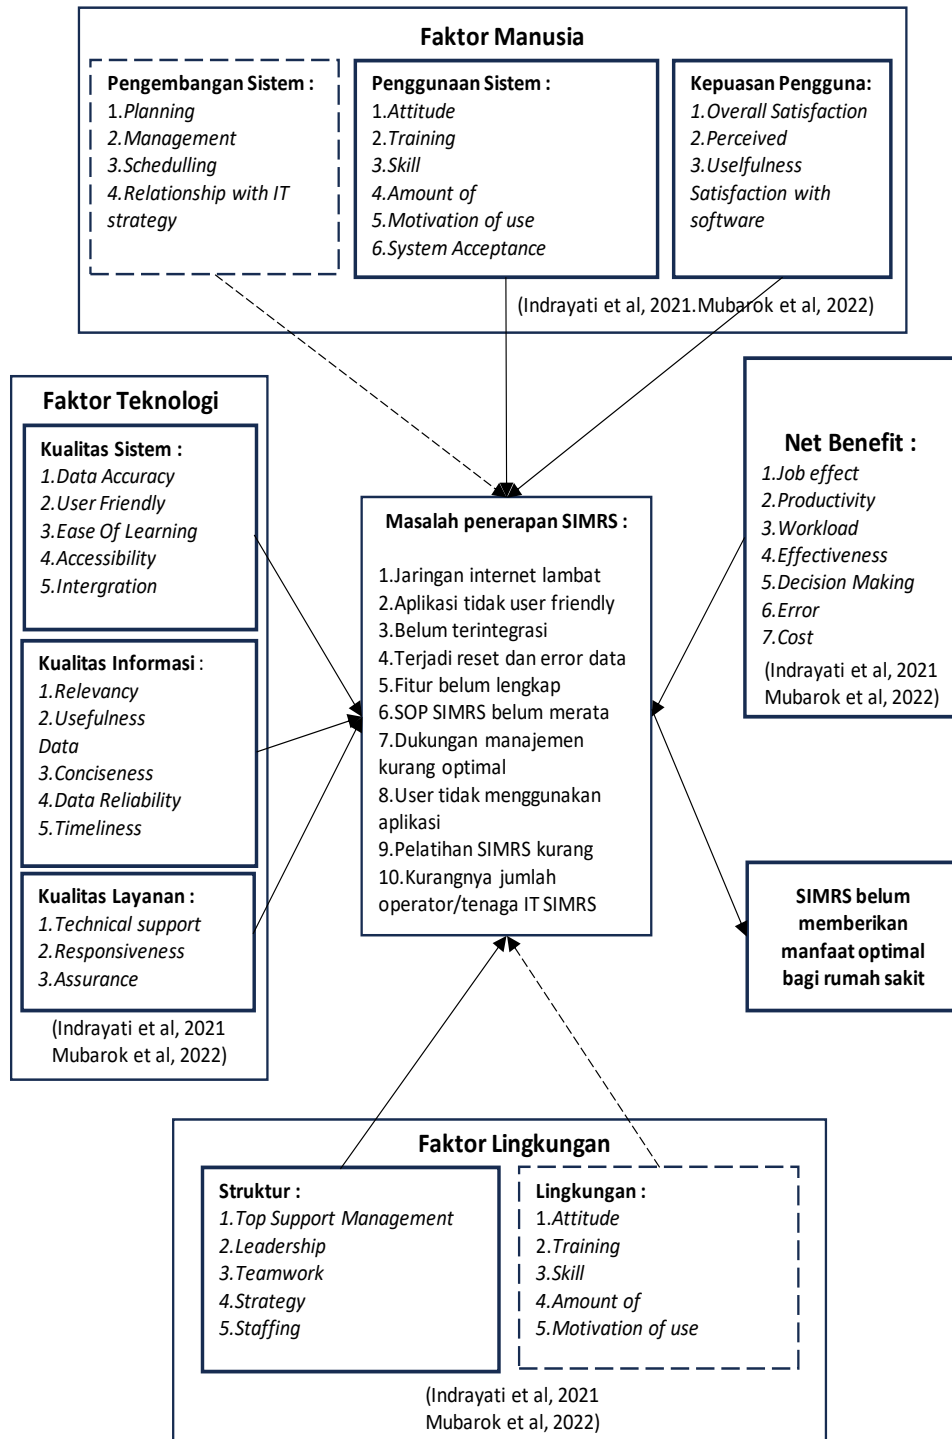 Faktor Manusia
Pengembangan Sistem :
1.Planning
2.Management
3.Schedulling
4.Relationship with IT
strategy
Penggunaan Sistem :
1.Attitude
2.Training
3.Skill
4.Amount of
5.Motivation of use
6.System Acceptance
Kepuasan Pengguna:
1.Overall Satisfaction
2.Perceived
3.Uselfulness
Satisfaction with
software
(Indrayati et al, 2021.Mubarok et al, 2022)
Faktor Teknologi
Kualitas Sistem :
1.Data Accuracy
2.User Friendly
3.Ease Of Learning
4.Accessibility
5.Intergration
Kualitas Informasi :
1.Relevancy
2.Usefulness
Data
3.Conciseness
4.Data Reliability
5.Timeliness
Kualitas Layanan :
1.Technical support
2.Responsiveness
3.Assurance
(Indrayati et al, 2021
Mubarok et al, 2022)
Masalah penerapan SIMRS :
1.Jaringan internet lambat
2.Aplikasi tidak user friendly
3.Belum terintegrasi
4.Terjadi reset dan error data
5.Fitur belum lengkap
6.SOP SIMRS belum merata
7.Dukungan manajemen
kurang optimal
8.User tidak menggunakan
aplikasi
9.Pelatihan SIMRS kurang
10.Kurangnya jumlah
operator/tenaga IT SIMRS
Net Benefit :
1.Job effect
2.Productivity
3.Workload
4.Effectiveness
5.Decision Making
6.Error
7.Cost
(Indrayati et al, 2021
Mubarok et al, 2022)
SIMRS belum
memberikan
manfaat optimal
bagi rumah sakit
Faktor Lingkungan
Struktur :
1.Top Support Management
2.Leadership
3.Teamwork
4.Strategy
5.Staffing
Lingkungan :
1.Attitude
2.Training
3.Skill
4.Amount of
5.Motivation of use
(Indrayati et al, 2021
Mubarok et al, 2022)